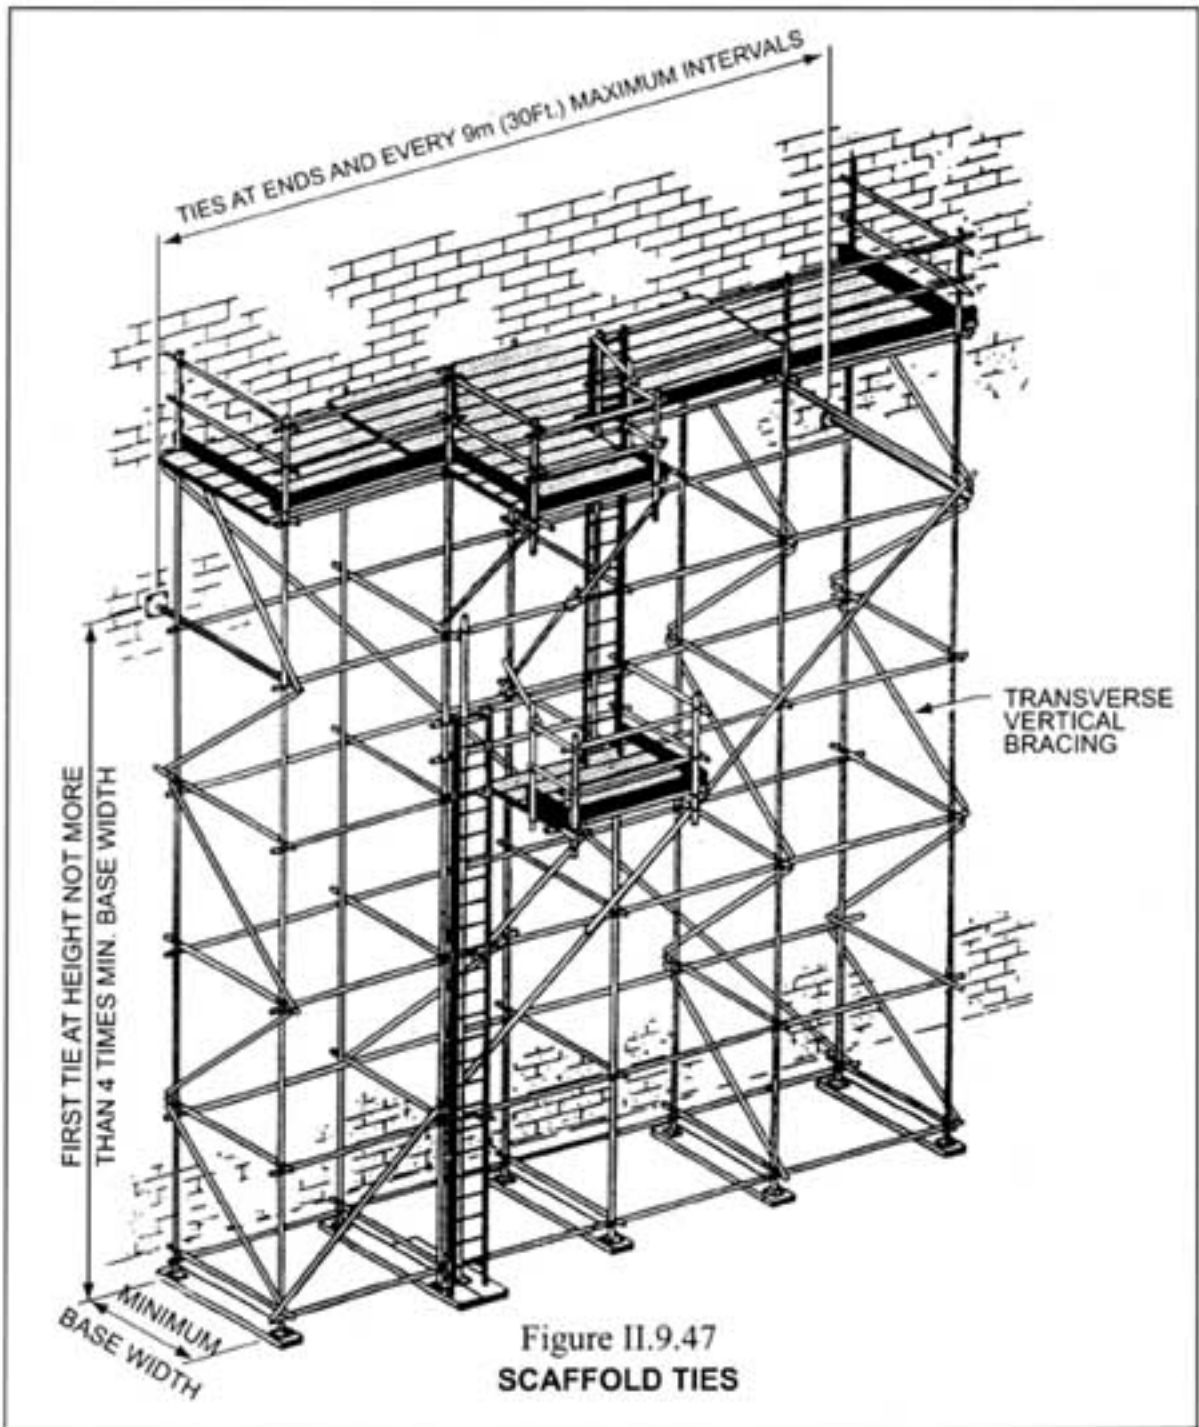 TIES AT ENDS AND EVERY 9m (30Ft.) MAXIMUM INTERVALS
TRANSVERSE
VERTICAL
BRACING
FIRST TIE AT HEIGHT NOT MORE
THAN 4 TIMES MIN. BASE WIDTH
MINIMUM
BASE WIDTH
Figure II.9.47
SCAFFOLD TIES